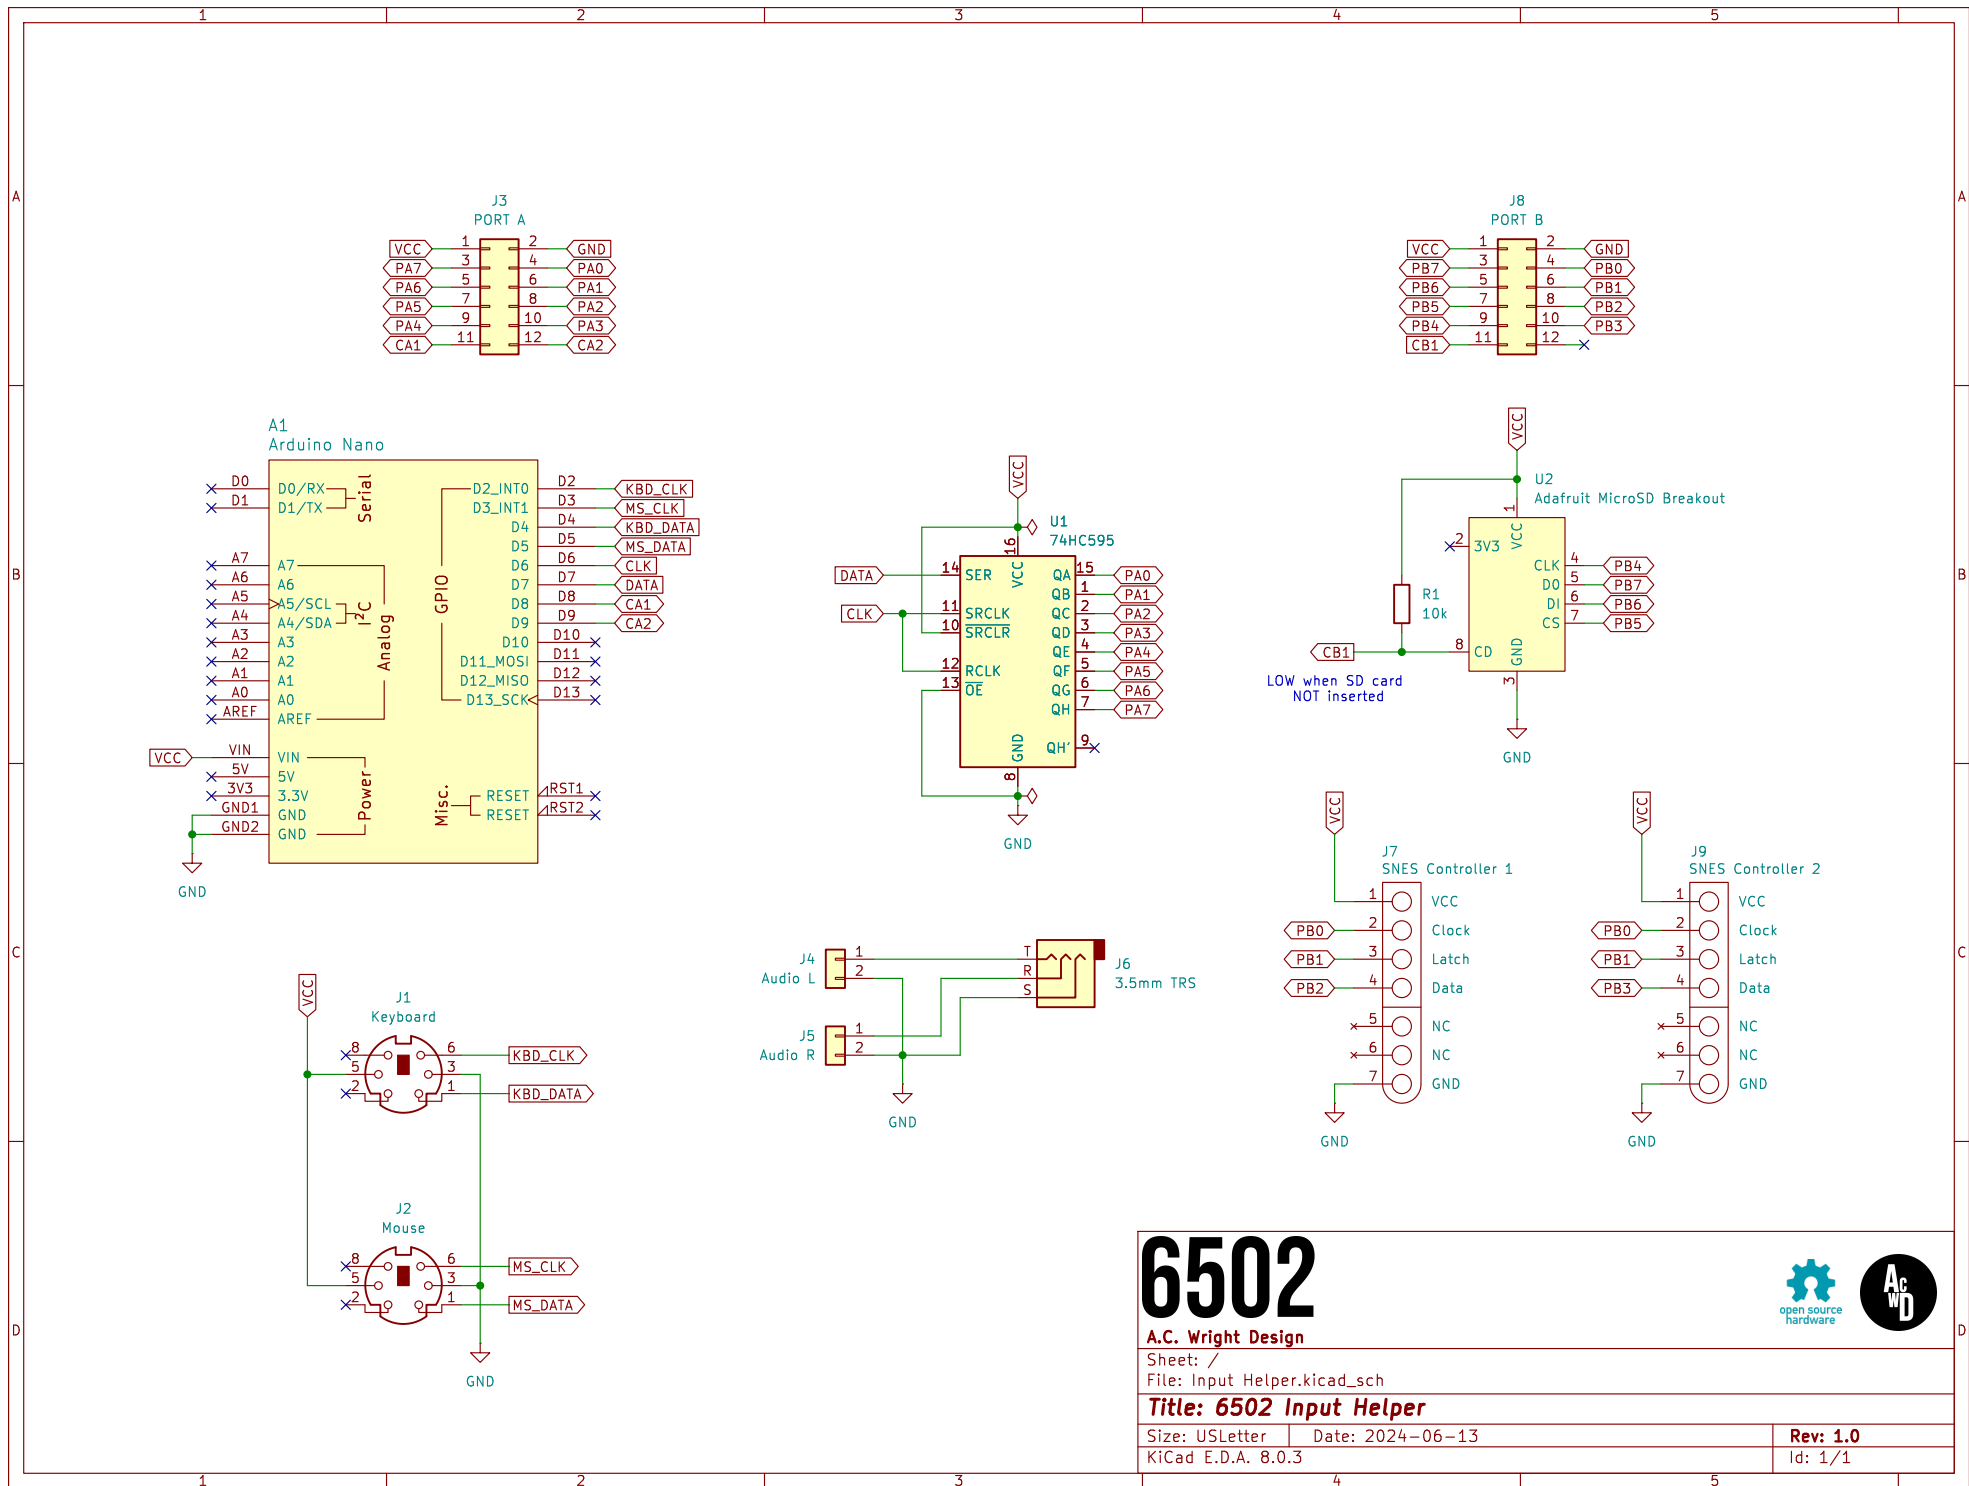 1 2 3 4 5
A A
B B
C C
D D
J3
PORT A
VCC 1 2 GND
PA7 3 4 PA0
PA6 5 6 PA1
PA5 7 8 PA2
PA4 9 10 PA3
CA1 11 12 CA2
J8
PORT B
VCC 1 2 GND
PB7 3 4 PB0
PB6 5 6 PB1
PB5 7 8 PB2
PB4 9 10 PB3
CB1 11 12
A1
Arduino Nano
D0 D0/RX
D1 D1/TX
Serial
A7 A7
A6 A6
A5 A5/SCL
A4 A4/SDA
I²C
A3 A3
A2 A2
A1 A1
A0 A0
AREF AREF
Analog
VCC VIN VIN
5V 5V
3V3 3.3V
GND1 GND
GND2 GND
Power
GND
GPIO
D2_INT0 D2 KBD_CLK
D3_INT1 D3 MS_CLK
D4 D4 KBD_DATA
D5 D5 MS_DATA
D6 D6 CLK
D7 D7 DATA
D8 D8 CA1
D9 D9 CA2
D10 D10
D11_MOSI D11
D12_MISO D12
D13_SCK D13
Misc.
RESET RST1
RESET RST2
VCC
U1
74HC595
16 VCC
DATA 14 SER
CLK 11 SRCLK
10 SRCLR
12 RCLK
13 OE
QA 15 PA0
QB 1 PA1
QC 2 PA2
QD 3 PA3
QE 4 PA4
QF 5 PA5
QG 6 PA6
QH 7 PA7
QH' 9
GND 8
GND
VCC
U2
Adafruit MicroSD Breakout
1 VCC
2 3V3
CLK 4 PB4
D0 5 PB7
DI 6 PB6
CS 7 PB5
R1
10k
CB1 8 CD
GND 3
GND
LOW when SD card
NOT inserted
VCC
J7
SNES Controller 1
1 VCC
PB0 2 Clock
PB1 3 Latch
PB2 4 Data
5 NC
6 NC
7 GND
GND
VCC
J9
SNES Controller 2
1 VCC
PB0 2 Clock
PB1 3 Latch
PB3 4 Data
5 NC
6 NC
7 GND
GND
J4
Audio L
1
2
J5
Audio R
1
2
T
R
S
J6
3.5mm TRS
GND
VCC
J1
Keyboard
8 6 KBD_CLK
5 3
2 1 KBD_DATA
J2
Mouse
8 6 MS_CLK
5 3
2 1 MS_DATA
GND
6502
open source
hardware
ACWD
A.C. Wright Design
Sheet: /
File: Input Helper.kicad_sch
Title: 6502 Input Helper
Size: USLetter Date: 2024-06-13 Rev: 1.0
KiCad E.D.A. 8.0.3 Id: 1/1
1 2 3 4 5